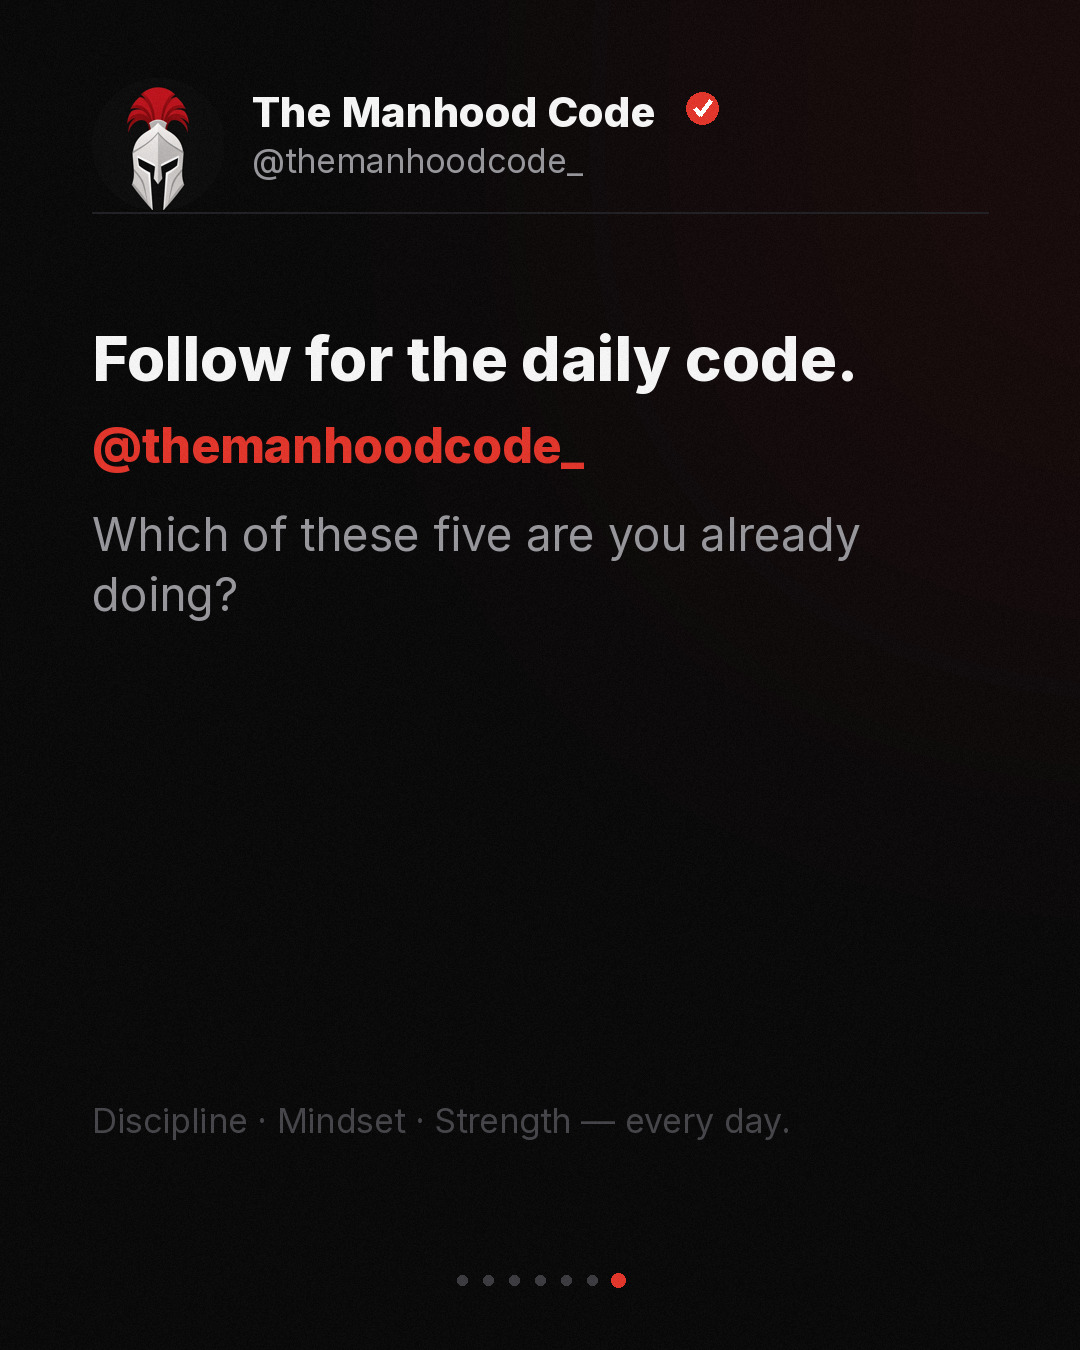 The Manhood Code
@themanhoodcode_
Follow for the daily code.
@themanhoodcode_
Which of these five are you already
doing?
Discipline · Mindset · Strength — every day.